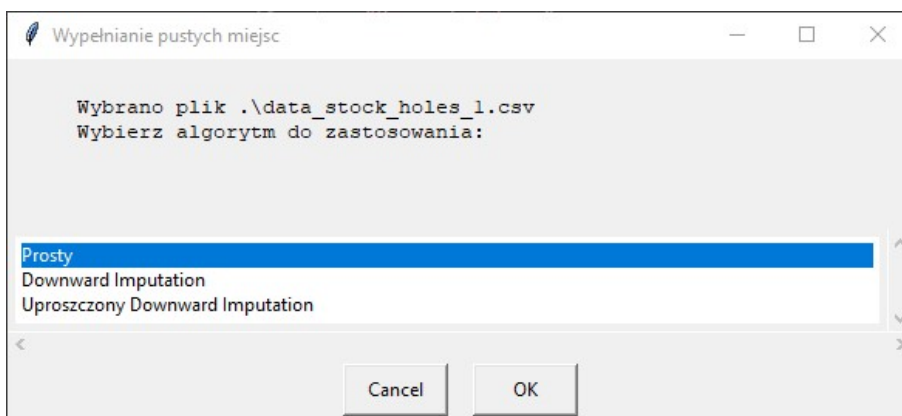 Wypełnianie pustych miejsc
Wybrano plik .\data_stock_holes_1.csv
Wybierz algorytm do zastosowania:
Prosty
Downward Imputation
Uproszczony Downward Imputation
Cancel
OK